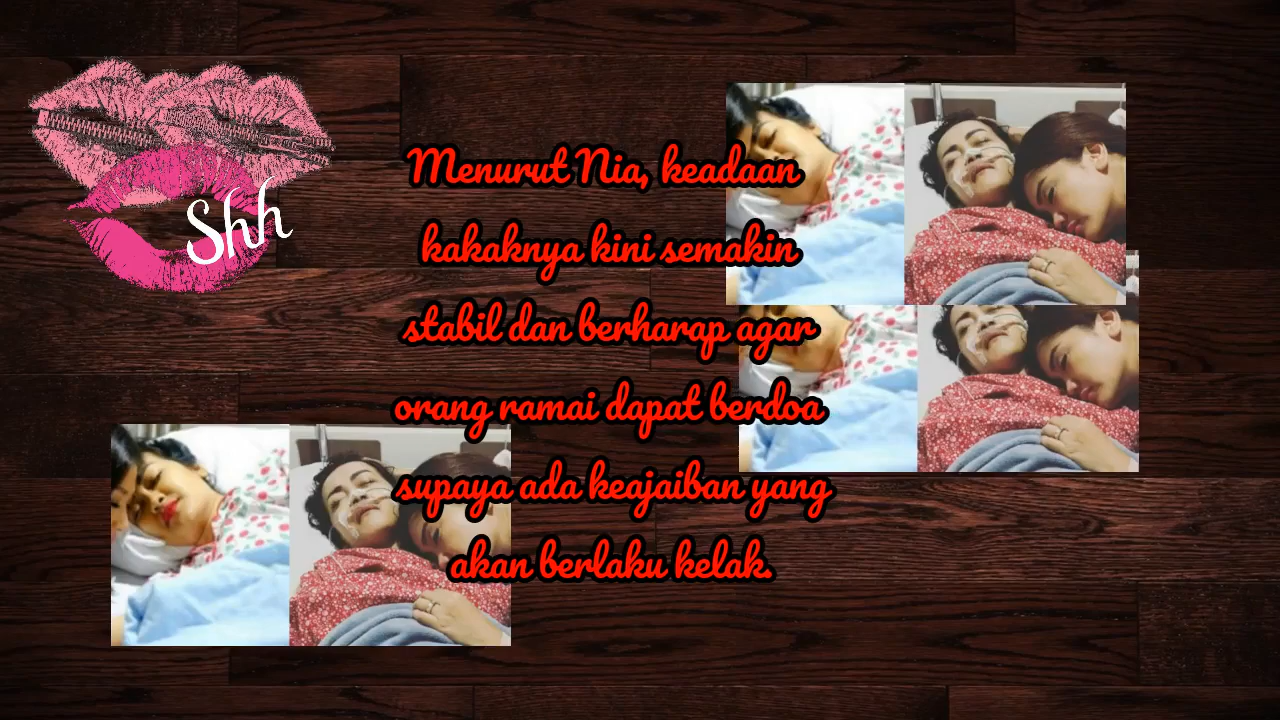 Shh
Menurut Nia, keadaan
kakaknya kini semakin
stabil dan berharap agar
orang ramai dapat berdoa
supaya ada keajaiban yang
akan berlaku kelak.